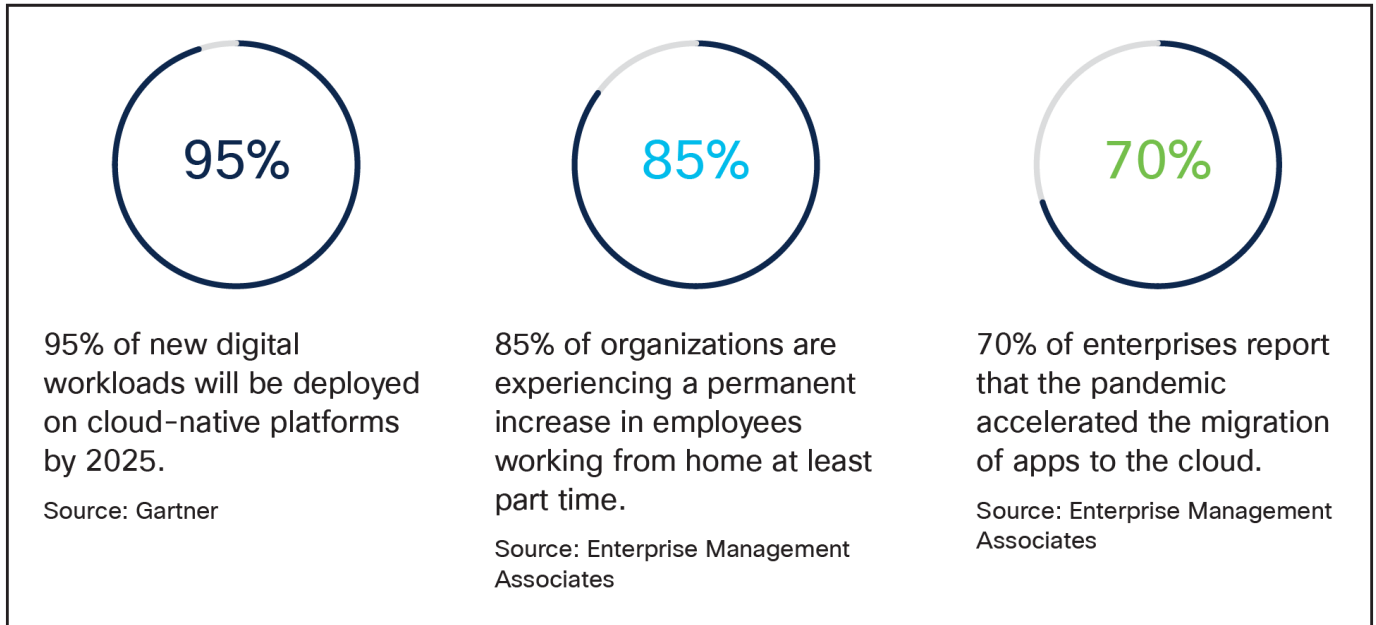 95%
95% of new digital
workloads will be deployed
on cloud-native platforms
by 2025.
Source: Gartner
85%
85% of organizations are
experiencing a permanent
increase in employees
working from home at least
part time.
Source: Enterprise Management
Associates
70%
70% of enterprises report
that the pandemic
accelerated the migration
of apps to the cloud.
Source: Enterprise Management
Associates